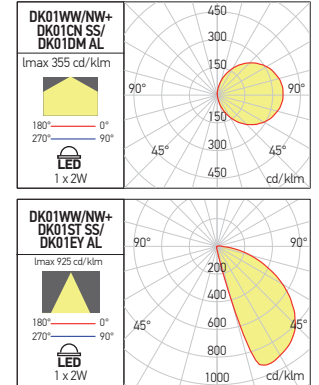 DK01WW/NW+
DK01CN SS/
DK01DM AL
Imax 355 cd/klm
180° 0°
270° 90°
LED
1 x 2W
450
300
150
90° 90°
150
45° 300 45°
450 cd/klm
DK01WW/NW+
DK01ST SS/
DK01EY AL
Imax 925 cd/klm
180° 0°
270° 90°
LED
1 x 2W
90° 90°
200
400
45° 600 45°
800
1000 cd/klm